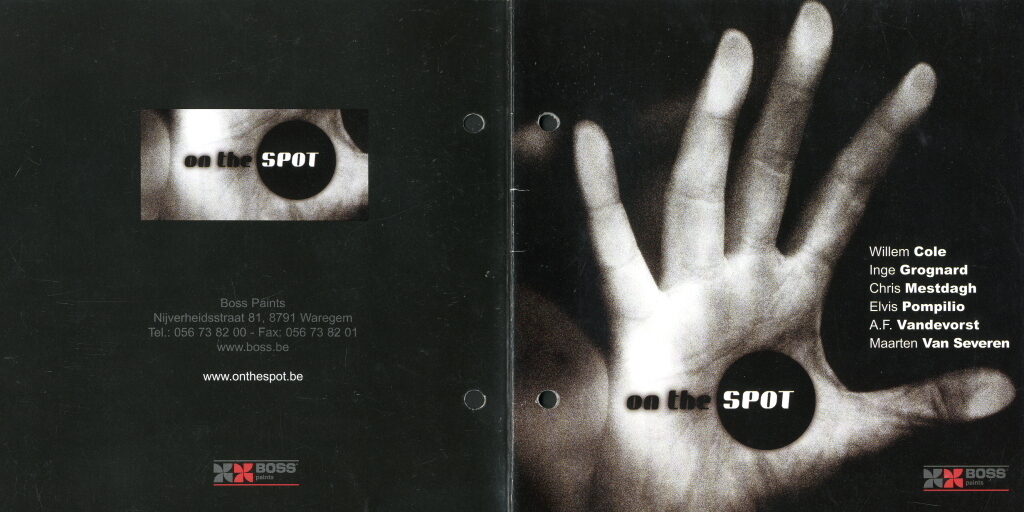 on the SPOT
Boss Paints
Nijverheidsstraat 81, 8791 Waregem
Tel.: 056 73 82 00 - Fax: 056 73 82 01
www.boss.be
www.onthespot.be
BOSS
paints
Willem Cole
Inge Grognard
Chris Mestdagh
Elvis Pompilio
A.F. Vandevorst
Maarten Van Severen
on the SPOT
BOSS
paints